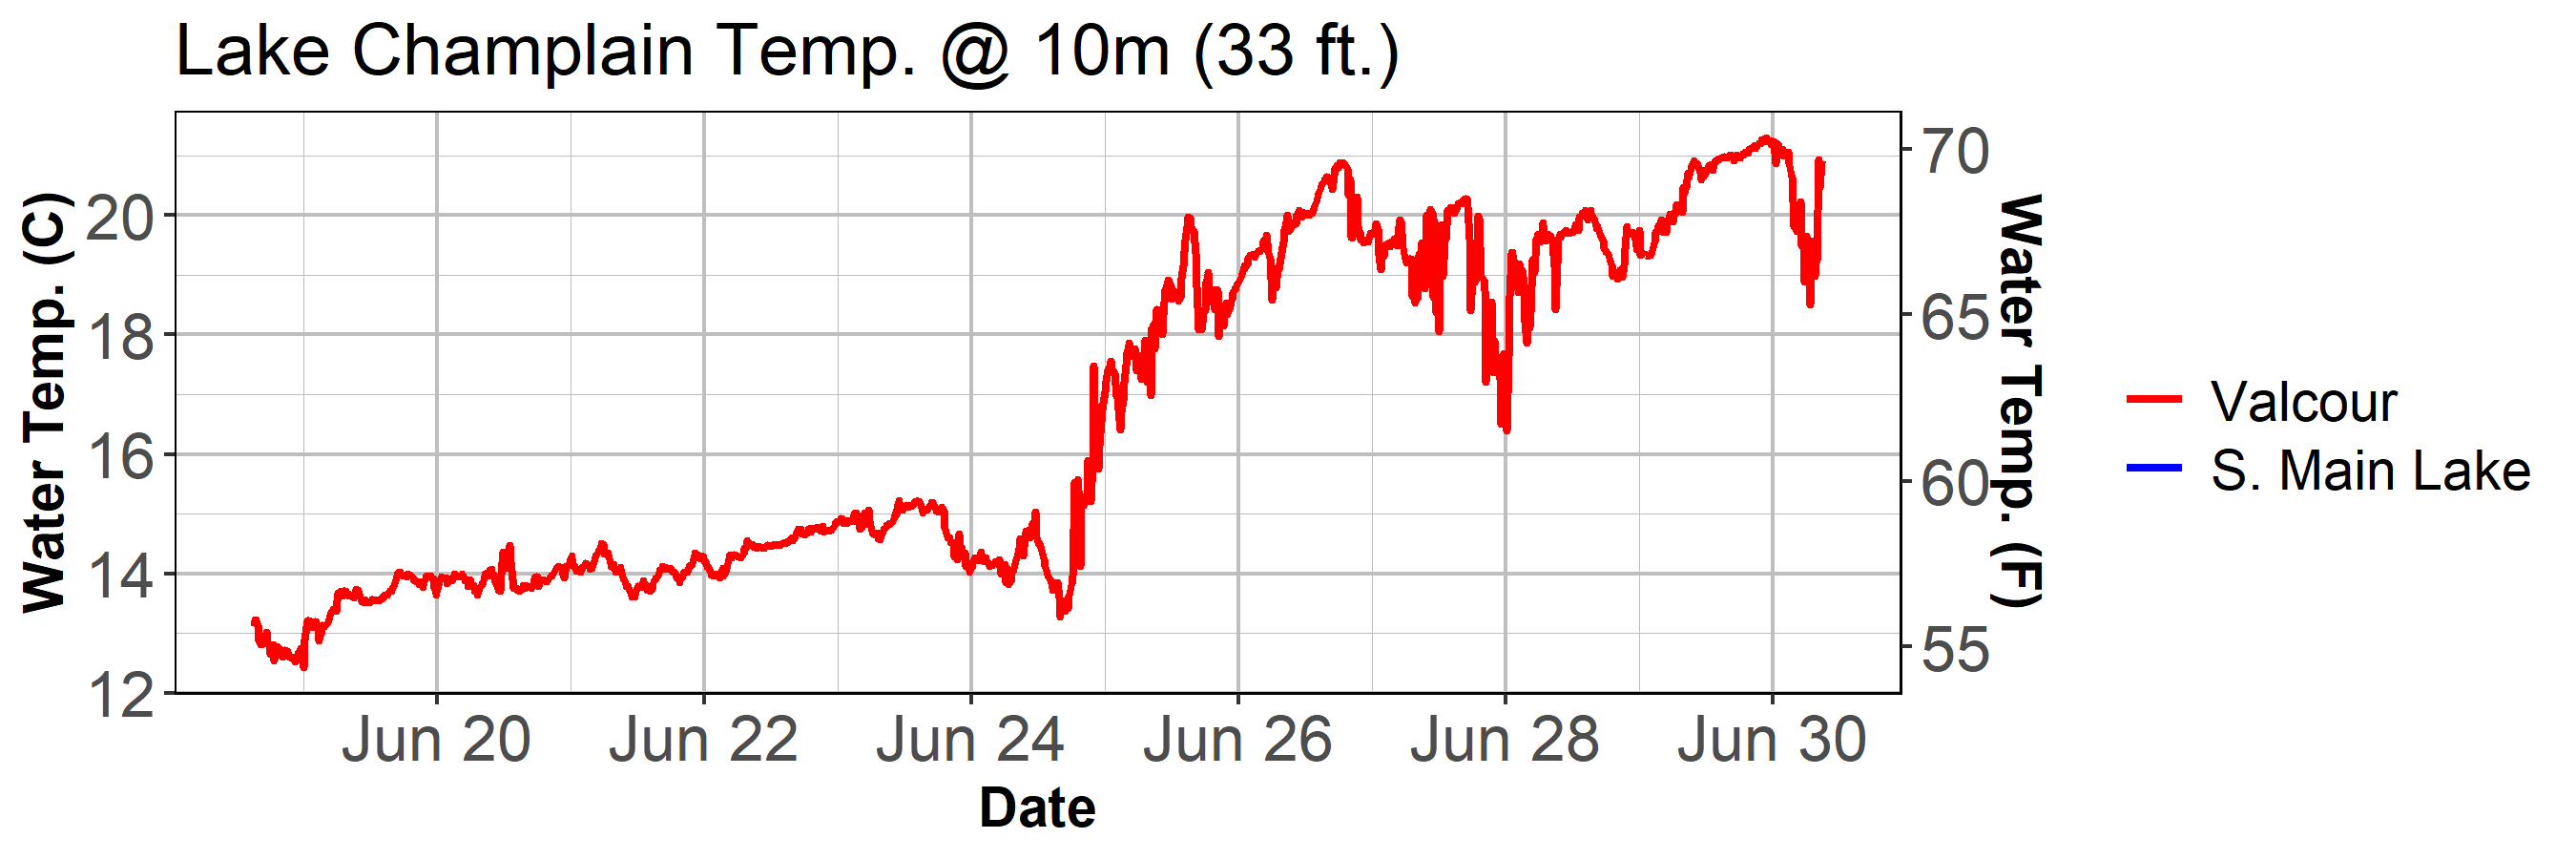 Lake Champlain Temp. @ 10m (33 ft.)
Water Temp. (C)
20
18
16
14
12
70
65
60
55
Water Temp. (F)
Jun 20 Jun 22 Jun 24 Jun 26 Jun 28 Jun 30
Date
Valcour
S. Main Lake